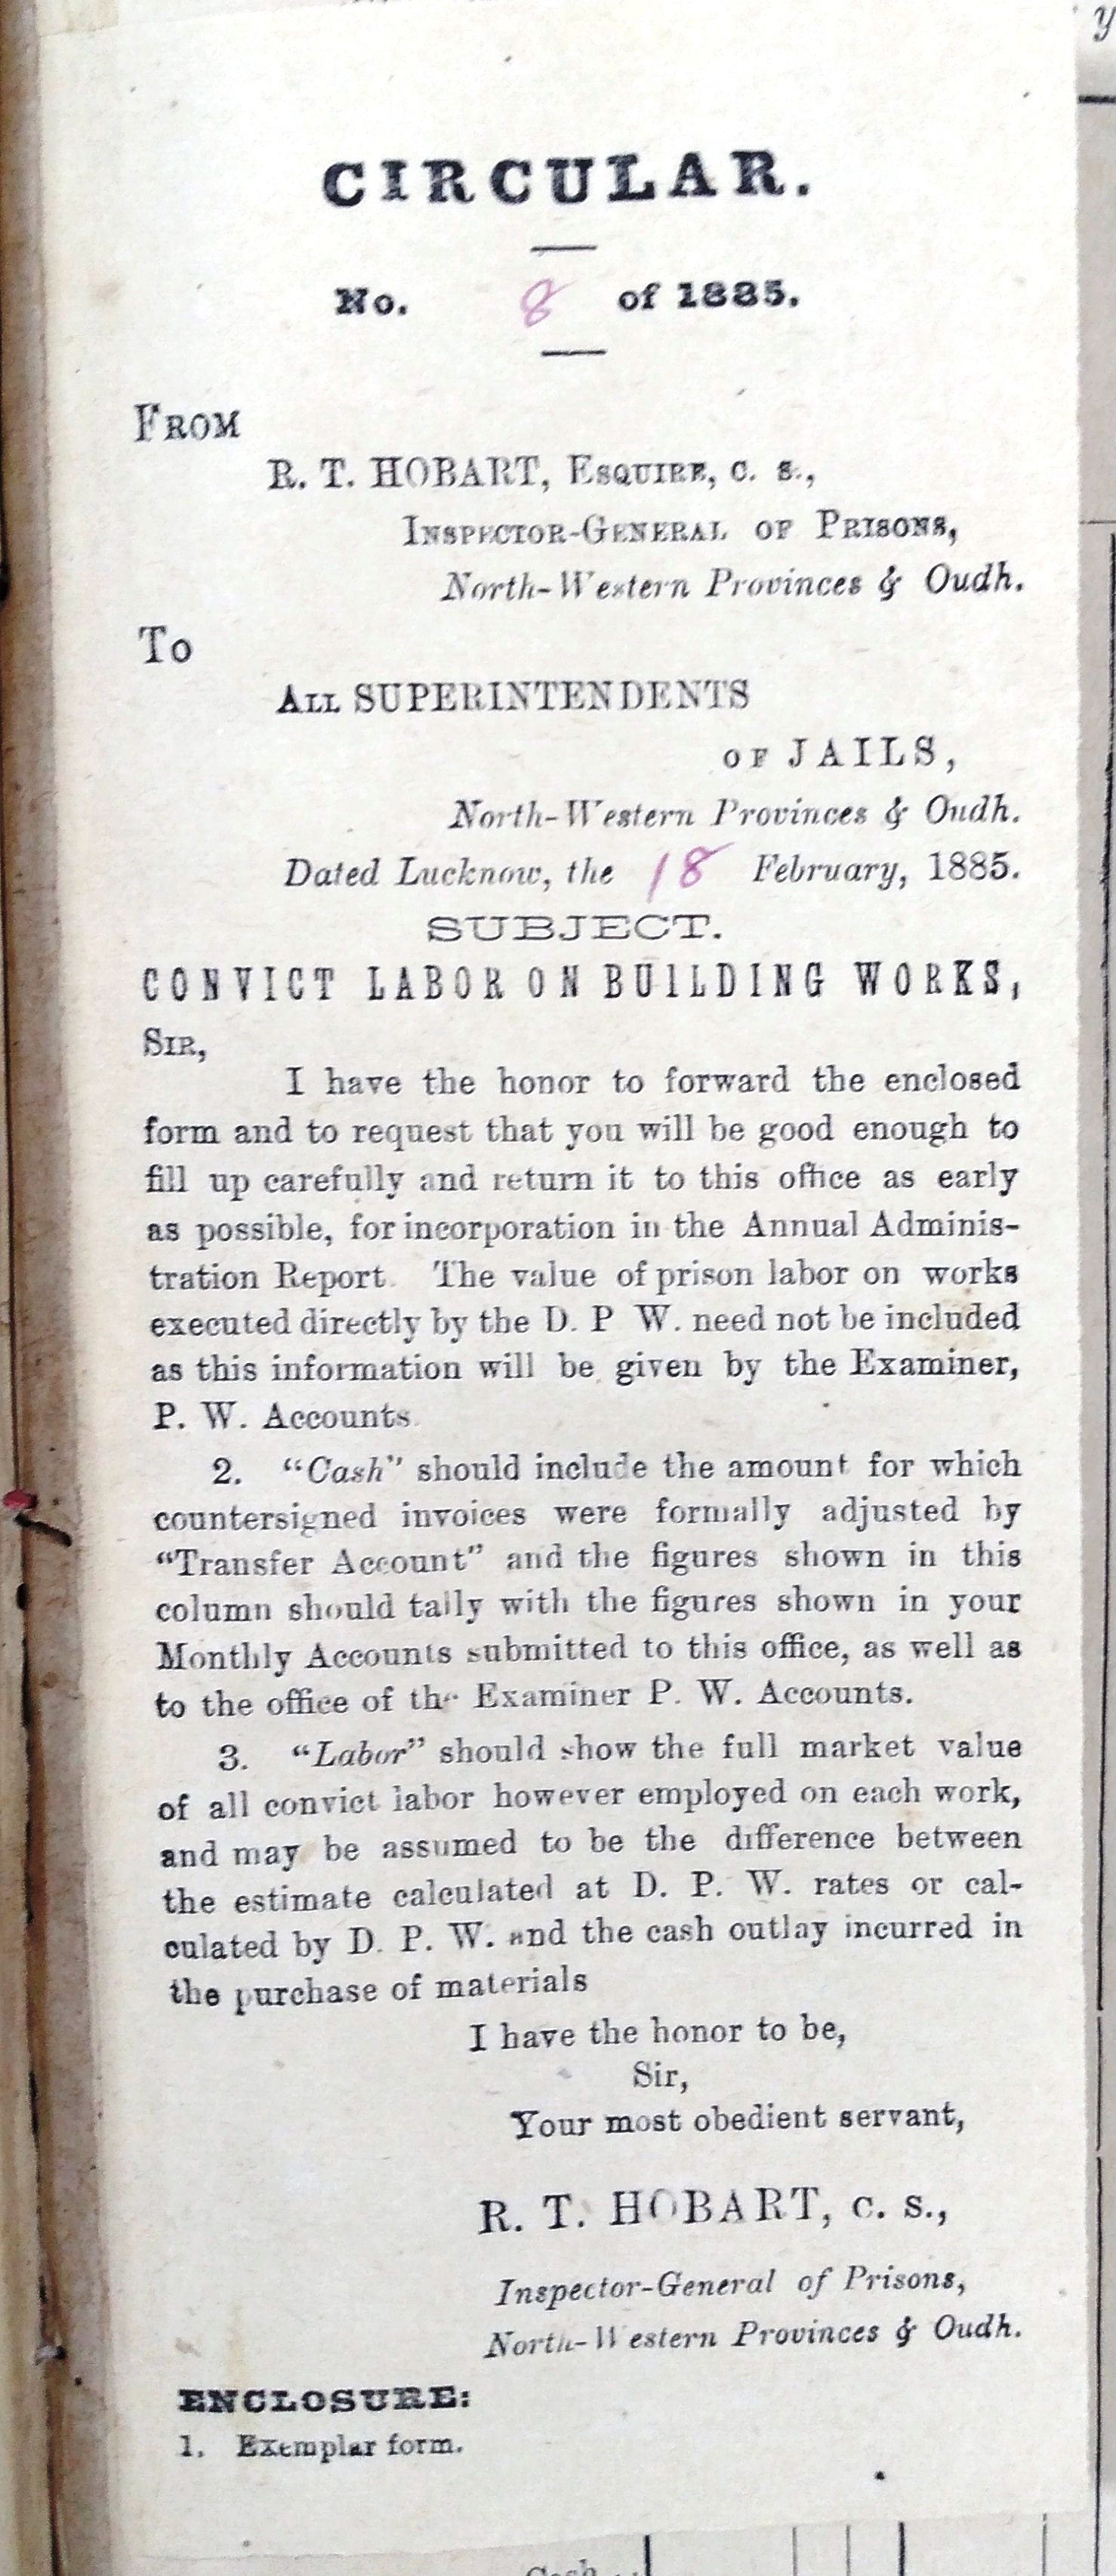 CIRCULAR.
No. 8 of 1885.
FROM
R. T. HOBART, ESQUIRE, C. S.,
INSPECTOR-GENERAL OF PRISONS,
North-Western Provinces & Oudh.
To
ALL SUPERINTENDENTS
OF JAILS,
North-Western Provinces & Oudh.
Dated Lucknow, the 18 February, 1885.
SUBJECT.
CONVICT LABOR ON BUILDING WORKS,
SIR,
I have the honor to forward the enclosed
form and to request that you will be good enough to
fill up carefully and return it to this office as early
as possible, for incorporation in the Annual Adminis-
tration Report. The value of prison labor on works
executed directly by the D. P W. need not be included
as this information will be given by the Examiner,
P. W. Accounts.
2. "Cash" should include the amount for which
countersigned invoices were formally adjusted by
"Transfer Account" and the figures shown in this
column should tally with the figures shown in your
Monthly Accounts submitted to this office, as well as
to the office of the Examiner P. W. Accounts.
3. "Labor" should show the full market value
of all convict labor however employed on each work,
and may be assumed to be the difference between
the estimate calculated at D. P. W. rates or cal-
culated by D. P. W. and the cash outlay incurred in
the purchase of materials
I have the honor to be,
Sir,
Your most obedient servant,
R. T. HOBART, C. S.,
Inspector-General of Prisons,
North-Western Provinces & Oudh.
ENCLOSURE:
1. Exemplar form.
Cash